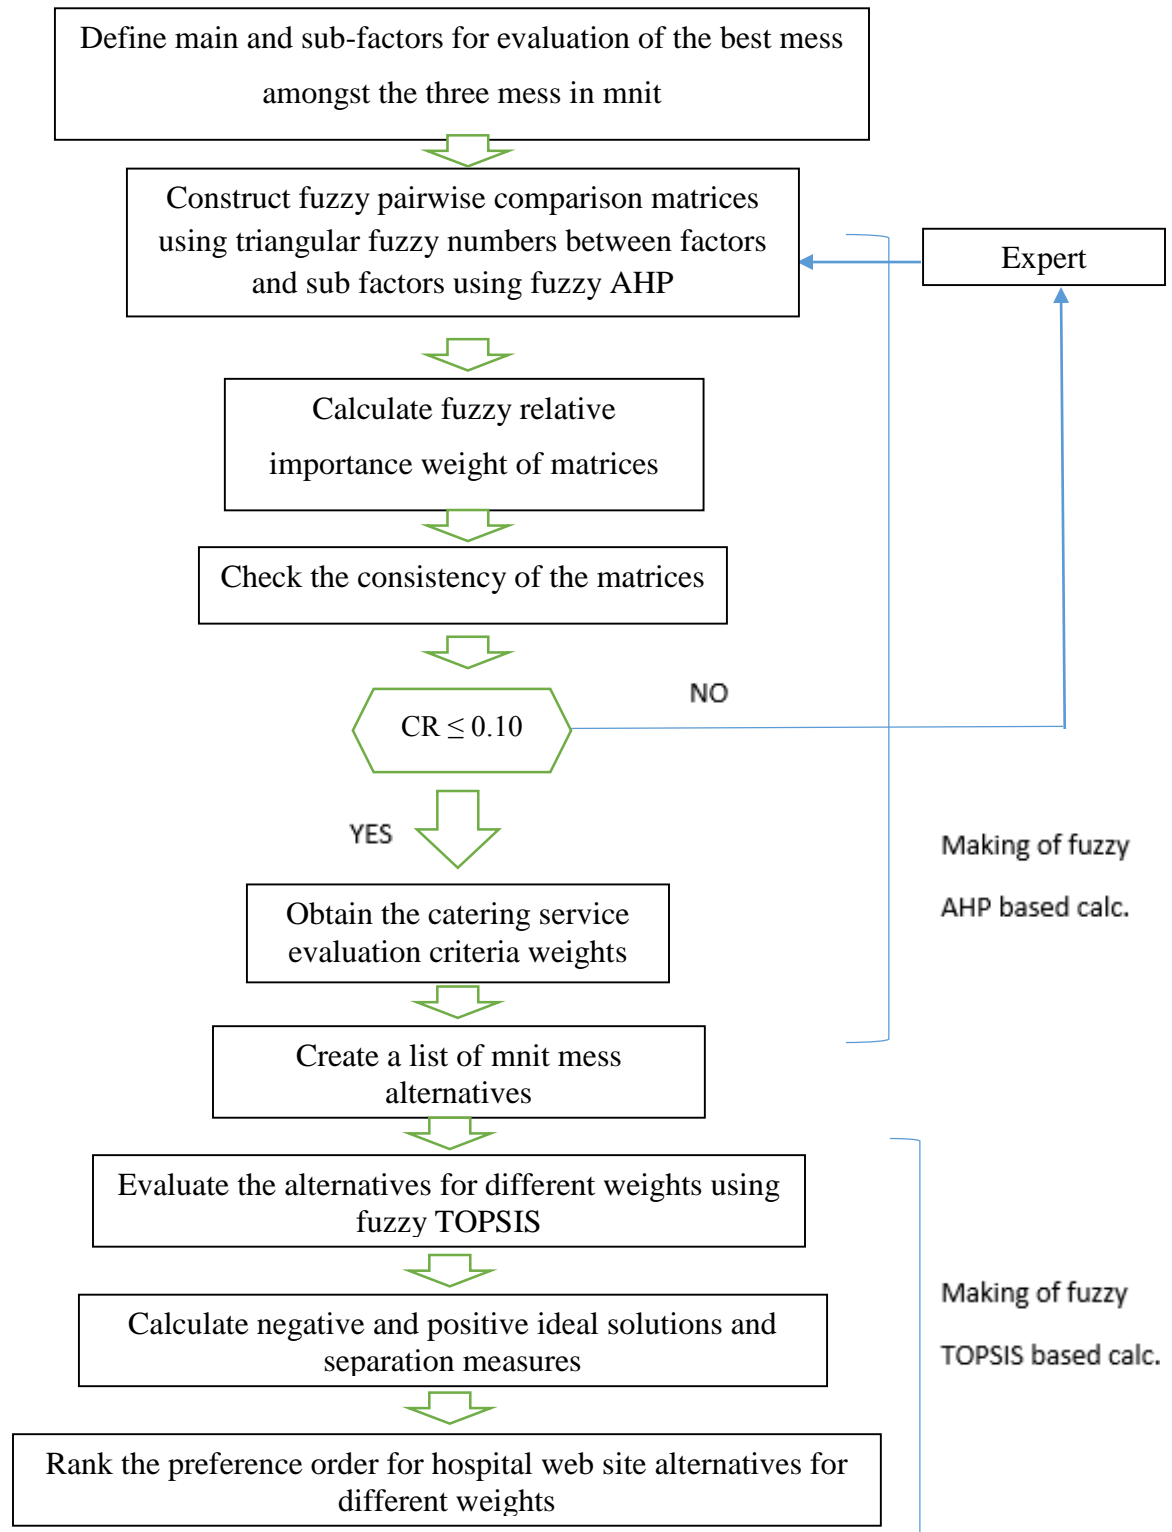 Define main and sub-factors for evaluation of the best mess
amongst the three mess in mnit
Construct fuzzy pairwise comparison matrices
using triangular fuzzy numbers between factors
and sub factors using fuzzy AHP
Expert
Calculate fuzzy relative
importance weight of matrices
Check the consistency of the matrices
NO
CR ≤ 0.10
YES
Making of fuzzy
AHP based calc.
Obtain the catering service
evaluation criteria weights
Create a list of mnit mess
alternatives
Evaluate the alternatives for different weights using
fuzzy TOPSIS
Making of fuzzy
TOPSIS based calc.
Calculate negative and positive ideal solutions and
separation measures
Rank the preference order for hospital web site alternatives for
different weights